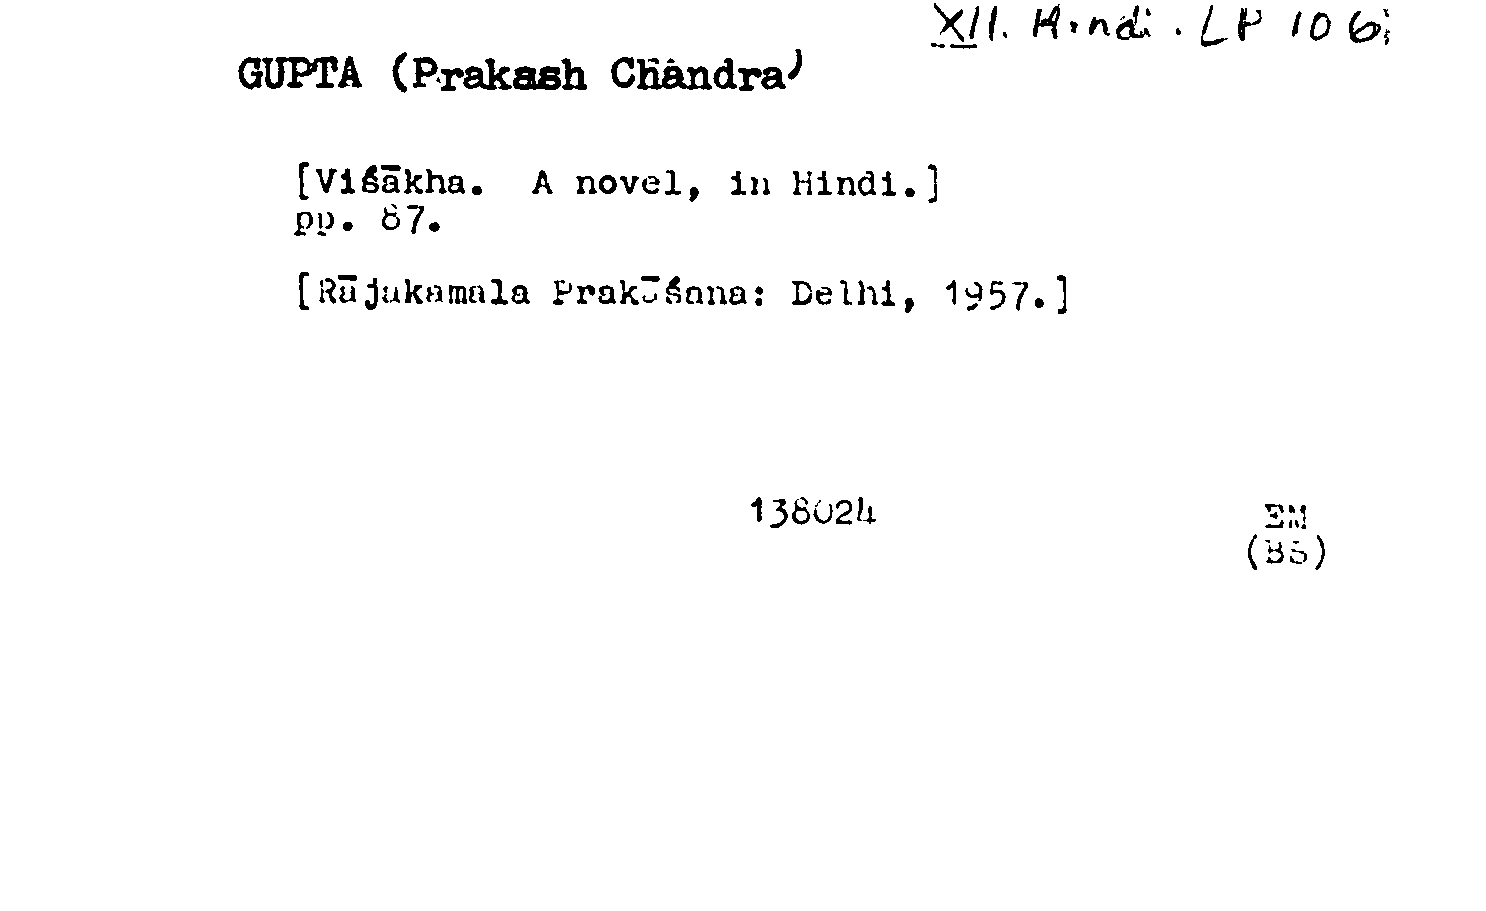 XII. Hindi. LP 106
GUPTA (Prakash Chandra)
[Viśākha. A novel, in Hindi.]
pp. 87.
[Rājakamala Prakāśana: Delhi, 1957.]
138024
EM
(BS)